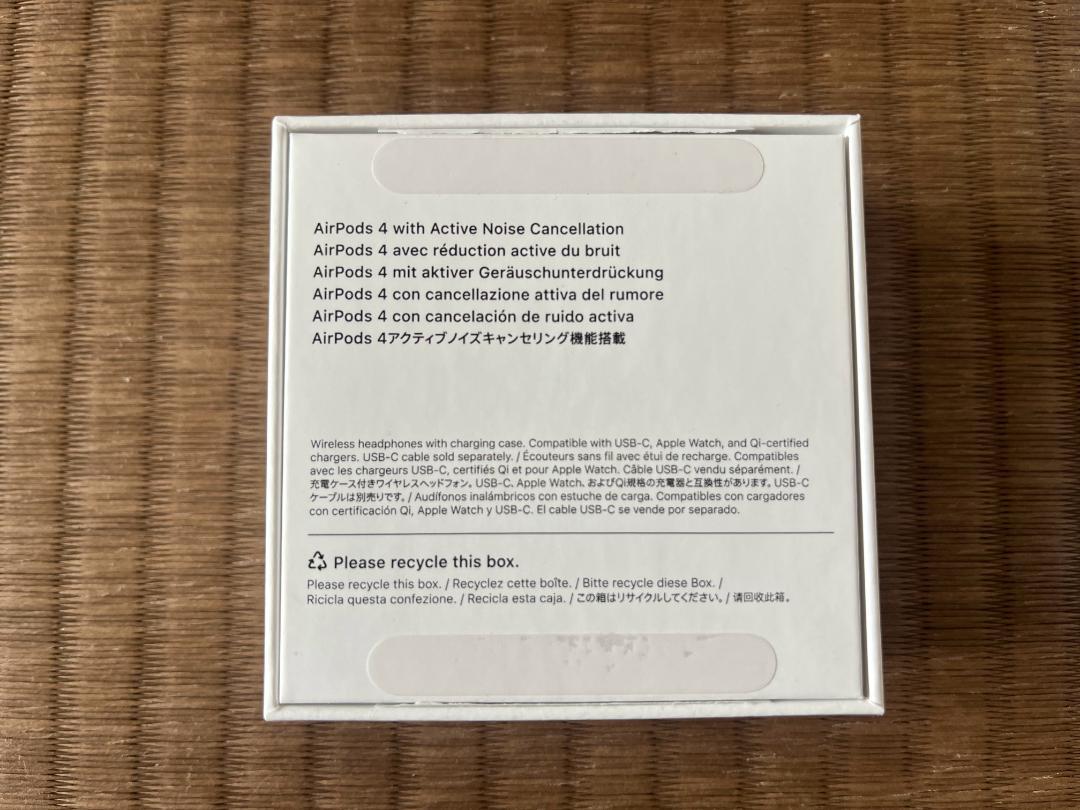 AirPods 4 with Active Noise Cancellation
AirPods 4 avec réduction active du bruit
AirPods 4 mit aktiver Geräuschunterdrückung
AirPods 4 con cancellazione attiva del rumore
AirPods 4 con cancelación de ruido activa
AirPods 4アクティブノイズキャンセリング機能搭載
Wireless headphones with charging case. Compatible with USB-C, Apple Watch, and Qi-certified
chargers. USB-C cable sold separately. / Écouteurs sans fil avec étui de recharge. Compatibles
avec les chargeurs USB-C, certifiés Qi et pour Apple Watch. Câble USB-C vendu séparément. /
充電ケース付きワイヤレスヘッドフォン。USB-C、Apple Watch、およびQi規格の充電器と互換性があります。USB-C
ケーブルは別売りです。/ Audífonos inalámbricos con estuche de carga. Compatibles con cargadores
con certificación Qi, Apple Watch y USB-C. El cable USB-C se vende por separado.
Please recycle this box.
Please recycle this box. / Recyclez cette boîte. / Bitte recycle diese Box. /
Ricicla questa confezione. / Recicla esta caja. / この箱はリサイクルしてください。/ 请回收此箱。